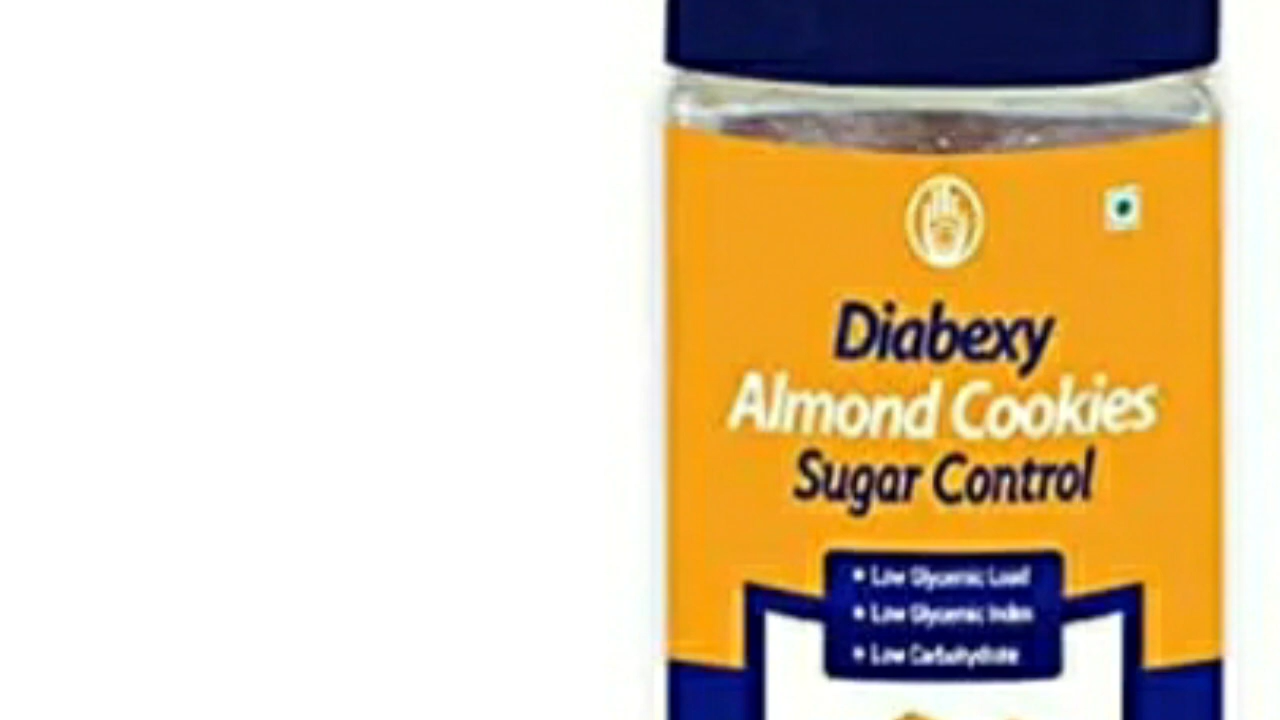 Diabexy
Almond Cookies
Sugar Control
• Low Glycemic Load
• Low Glycemic Index
• Low Carbohydrate